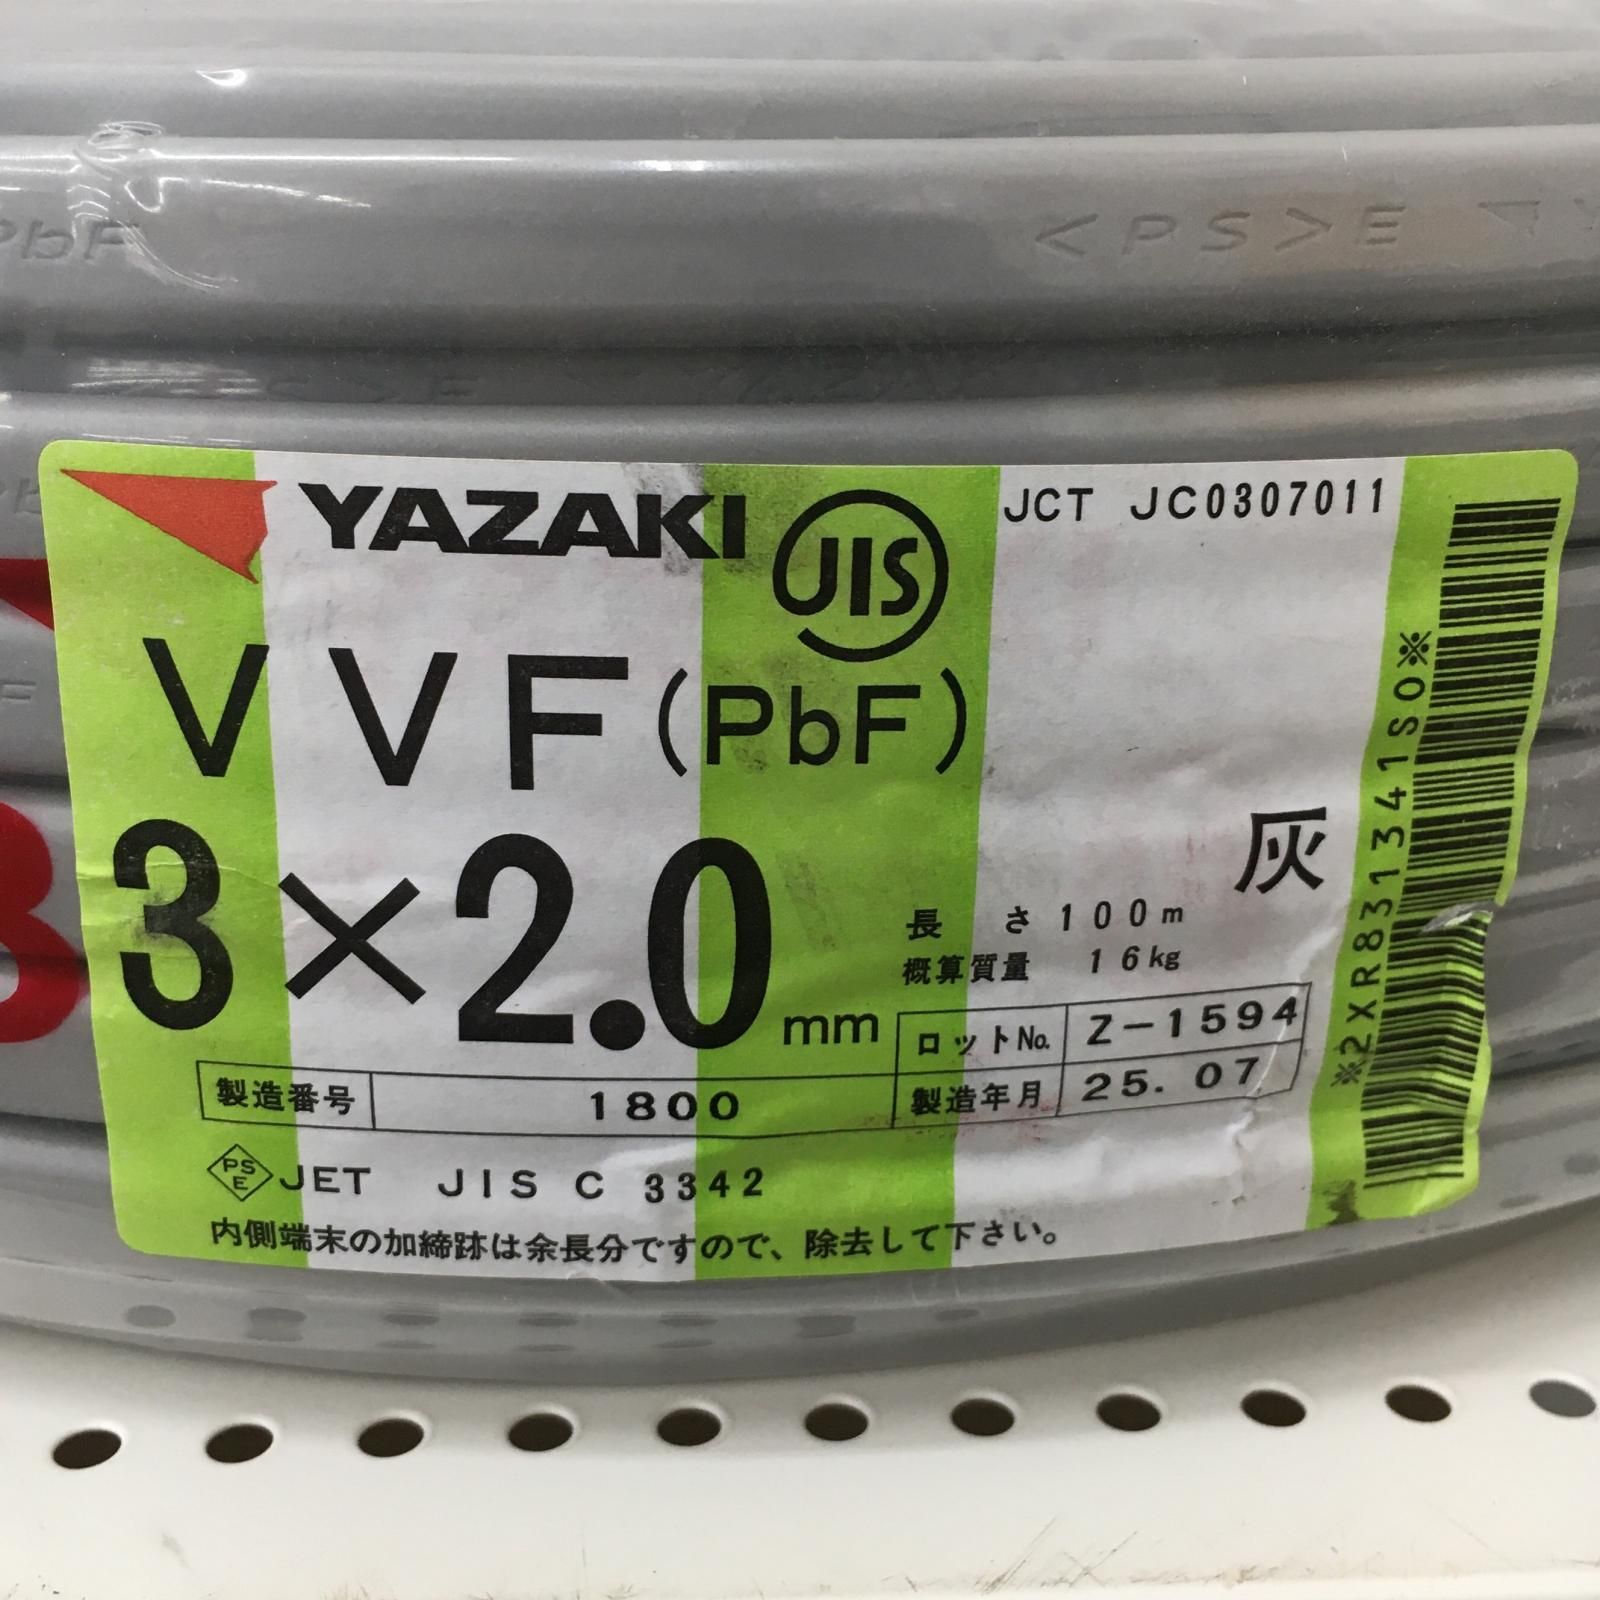 PbF
<PS>E
YAZAKI
JIS
JCT JC0307011
VVF(PbF)
3×2.0mm
灰
長さ 100m
概算質量 16kg
ロットNo. Z-1594
製造番号 1800
製造年月 25.07
PSE JET JIS C 3342
内側端末の加締跡は余長分ですので、除去して下さい。
※2XR831341S0※